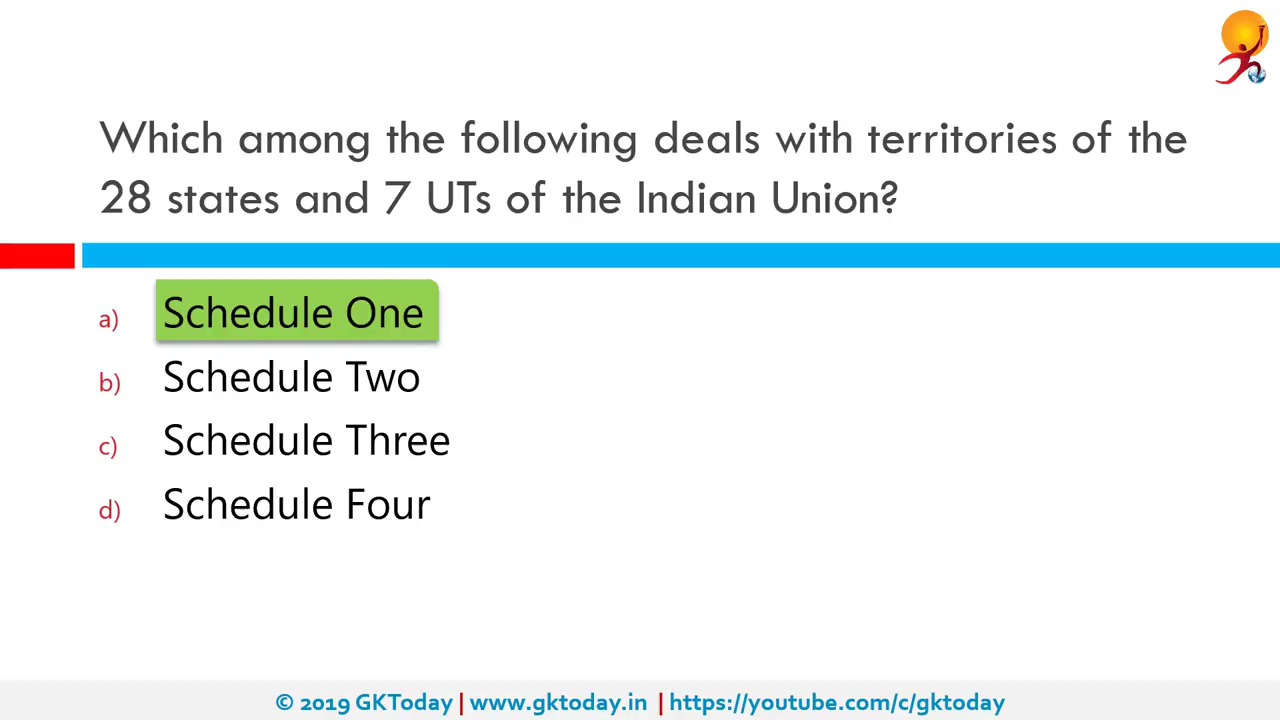 Which among the following deals with territories of the
28 states and 7 UTs of the Indian Union?
a) Schedule One
b) Schedule Two
c) Schedule Three
d) Schedule Four
© 2019 GKToday | www.gktoday.in | https://youtube.com/c/gktoday